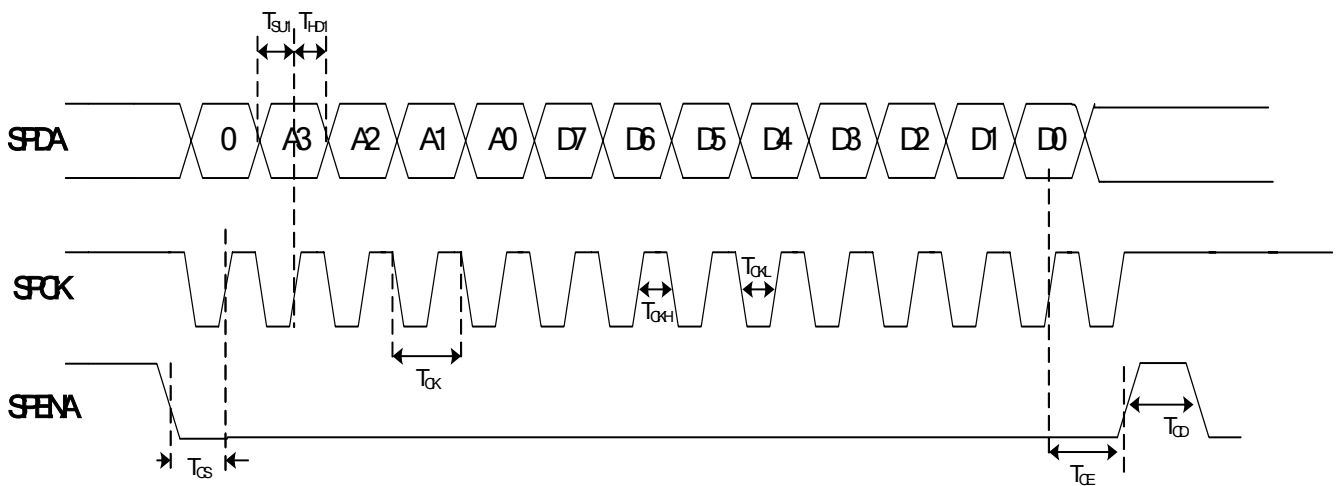 TSU1 THD1
SPDA 0 A3 A2 A1 A0 D7 D6 D5 D4 D3 D2 D1 D0
SPCK TCK TCKH TCKL
SPENA TCS TCE TCD